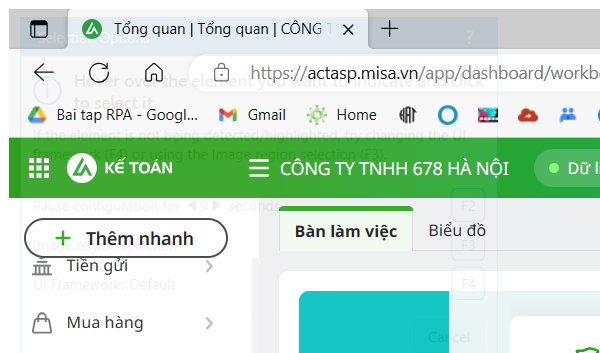 Tổng quan | Tổng quan | CÔNG T
Selection Options
?
https://actasp.misa.vn/app/dashboard/workb
Hover over the element you want to indicate and click
to select it.
Bai tap RPA - Googl...
Gmail
Home
If the element is not being detected/highlighted, try changing the UI
framework (F4) or using the Image region selection (F3).
KẾ TOÁN
CÔNG TY TNHH 678 HÀ NỘI
Dữ li
Pause configuration for 9 seconds
F2
Thêm nhanh
Bàn làm việc
Biểu đồ
Image region
F3
Tiền gửi
UI Framework: Default
F4
Mua hàng
Cancel